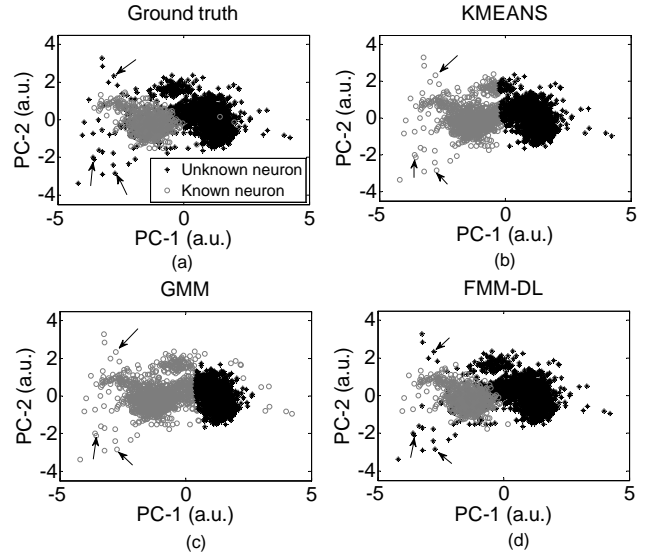 Ground truth
KMEANS
PC-2 (a.u.)
4
2
0
-2
-4
Unknown neuron
Known neuron
-5
0
5
PC-1 (a.u.)
(a)
PC-2 (a.u.)
4
2
0
-2
-4
-5
0
5
PC-1 (a.u.)
(b)
GMM
FMM-DL
PC-2 (a.u.)
4
2
0
-2
-4
-5
0
5
PC-1 (a.u.)
(c)
PC-2 (a.u.)
4
2
0
-2
-4
-5
0
5
PC-1 (a.u.)
(d)